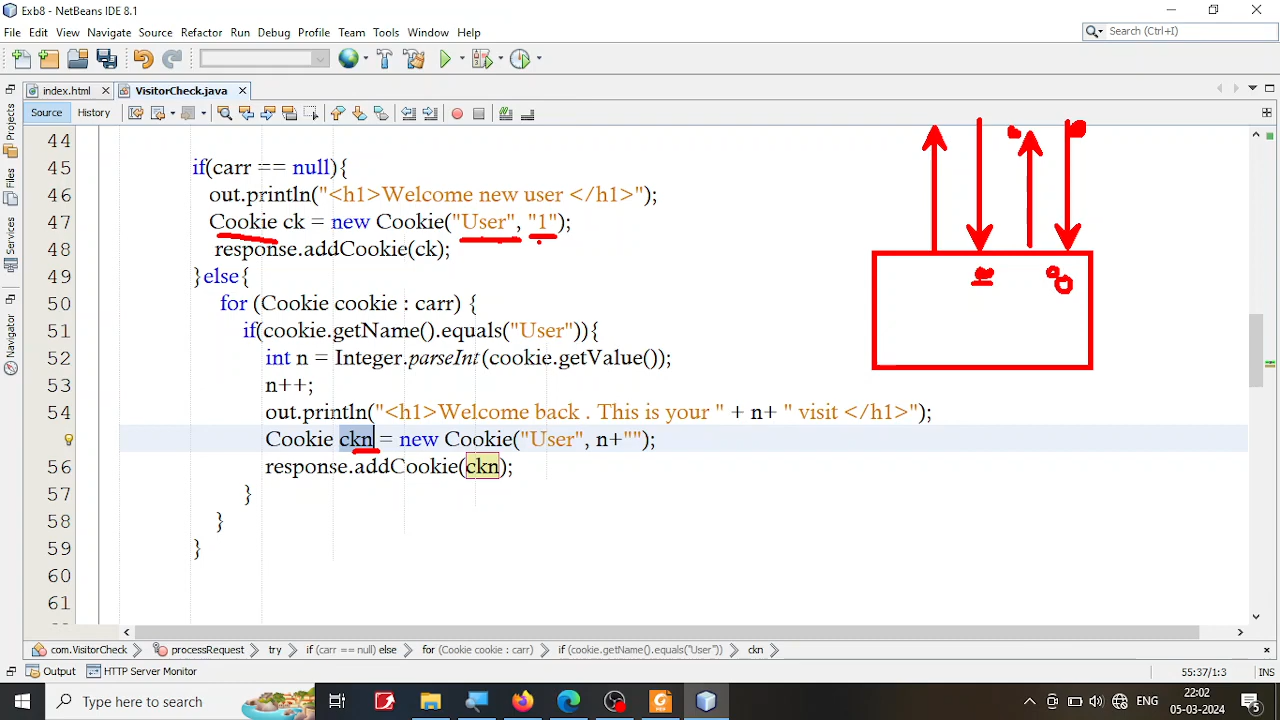 Exb8 - NetBeans IDE 8.1
File Edit View Navigate Source Refactor Run Debug Profile Team Tools Window Help
Search (Ctrl+I)
index.html
VisitorCheck.java
Source History
Projects
Files
Services
Navigator
44
45 if(carr == null){
46 out.println("<h1>Welcome new user </h1>");
47 Cookie ck = new Cookie("User", "1");
48 response.addCookie(ck);
49 }else{
50 for (Cookie cookie : carr) {
51 if(cookie.getName().equals("User")){
52 int n = Integer.parseInt(cookie.getValue());
53 n++;
54 out.println("<h1>Welcome back . This is your " + n+ " visit </h1>");
Cookie ckn = new Cookie("User", n+"");
56 response.addCookie(ckn);
57 }
58 }
59 }
60
61
com.VisitorCheck processRequest try if (carr == null) else for (Cookie cookie : carr) if (cookie.getName().equals("User")) ckn
Output HTTP Server Monitor
55:37/1:3 INS
Type here to search
ENG
22:02
05-03-2024
5